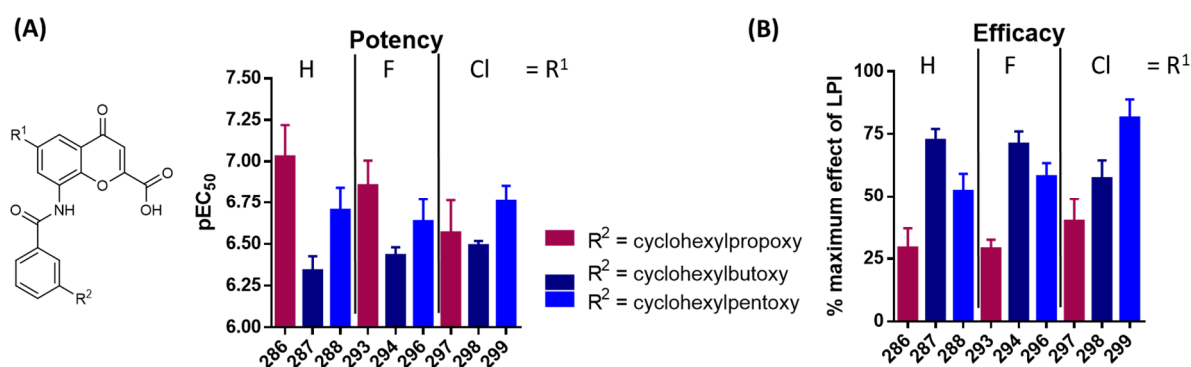 (A)
Potency
H F Cl = R¹
pEC₅₀
7.50
7.25
7.00
6.75
6.50
6.25
6.00
286 287 288 293 294 296 297 298 299
R¹
O
O
O
OH
O
NH
R²
R² = cyclohexylpropoxy
R² = cyclohexylbutoxy
R² = cyclohexylpentoxy
(B)
Efficacy
H F Cl = R¹
% maximum effect of LPI
100
75
50
25
0
286 287 288 293 294 296 297 298 299